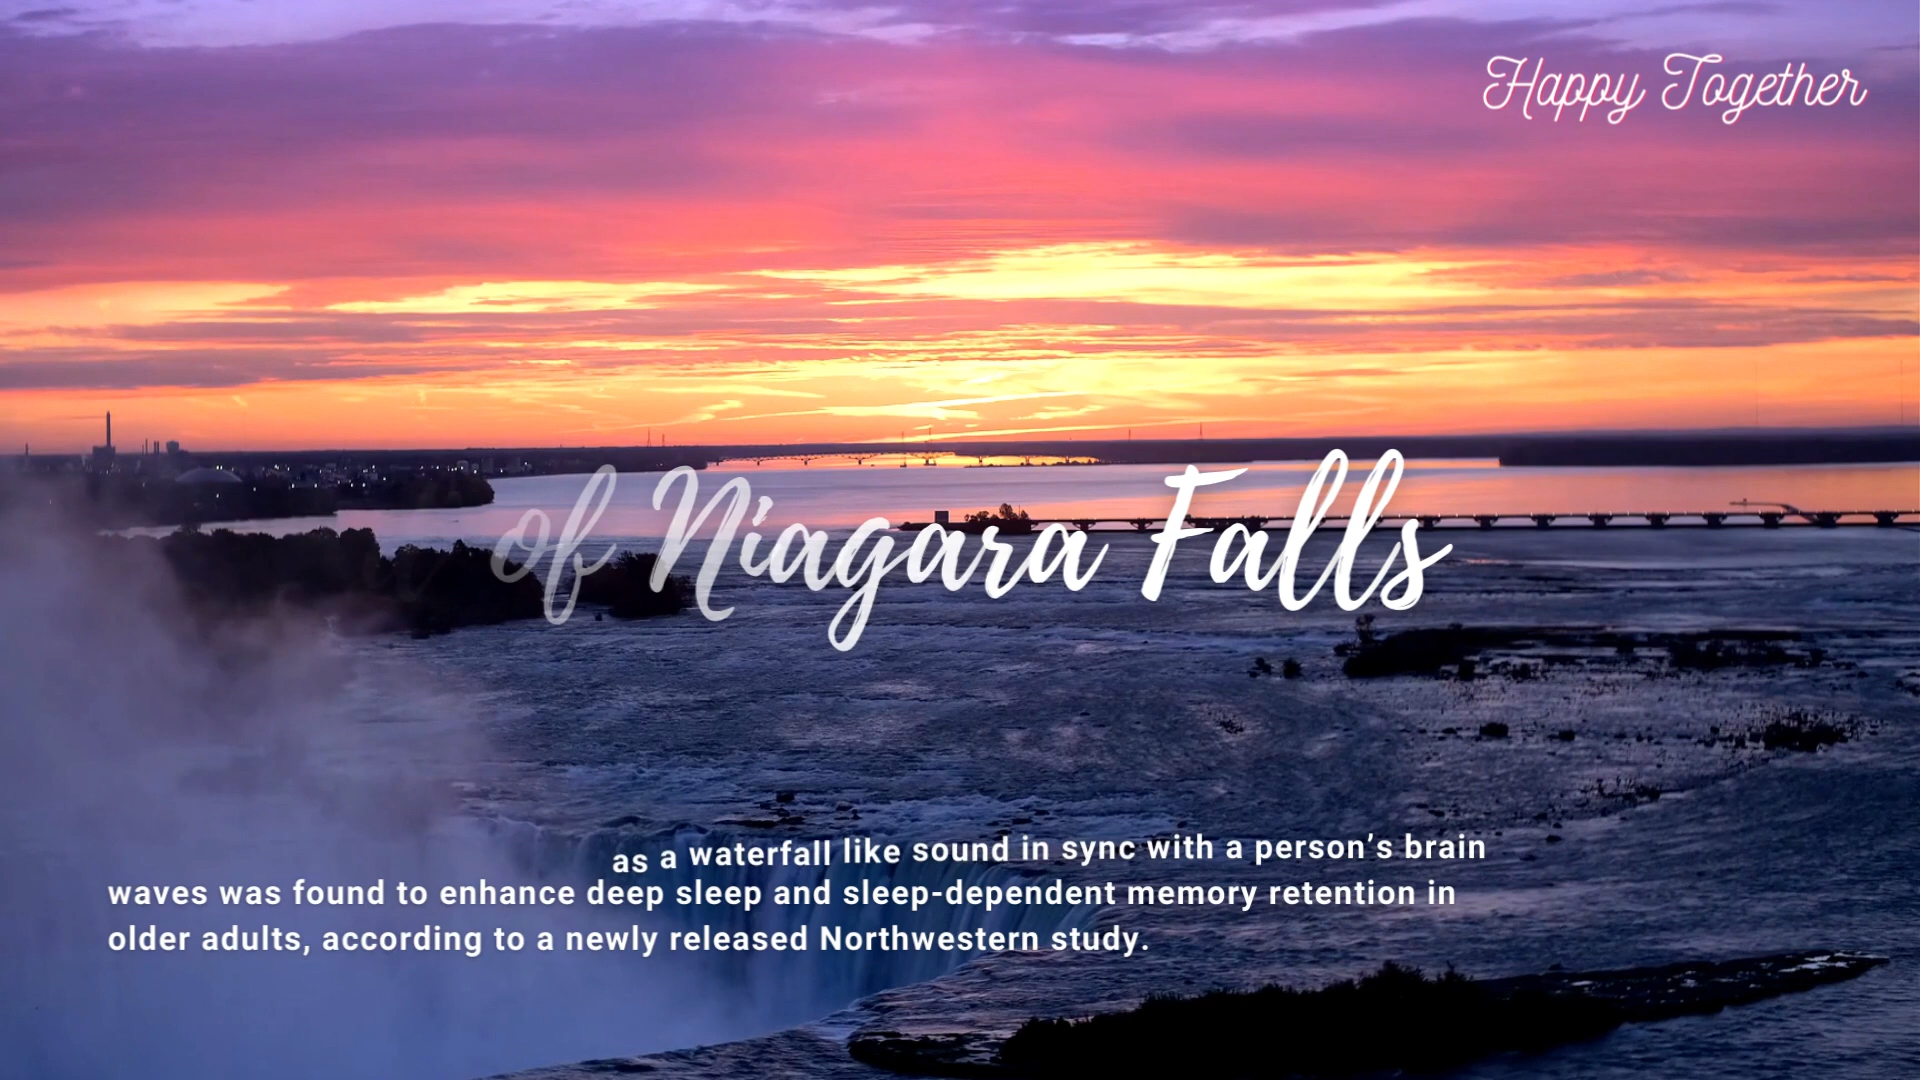 Happy Together
of Niagara Falls
as a waterfall like sound in sync with a person’s brain
waves was found to enhance deep sleep and sleep-dependent memory retention in
older adults, according to a newly released Northwestern study.